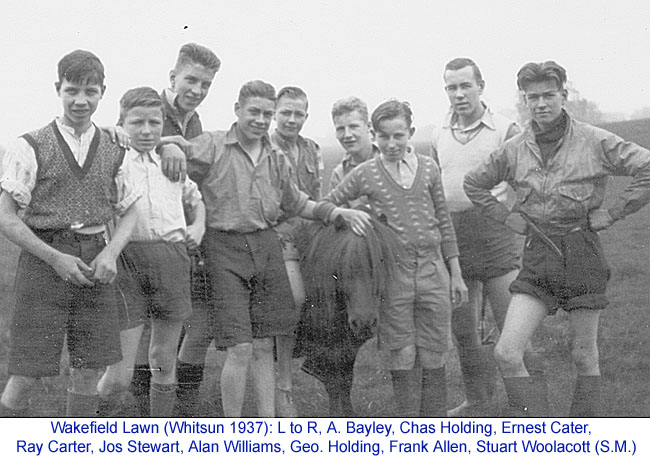 Wakefield Lawn (Whitsun 1937): L to R, A. Bayley, Chas Holding, Ernest Cater,
Ray Carter, Jos Stewart, Alan Williams, Geo. Holding, Frank Allen, Stuart Woolacott (S.M.)